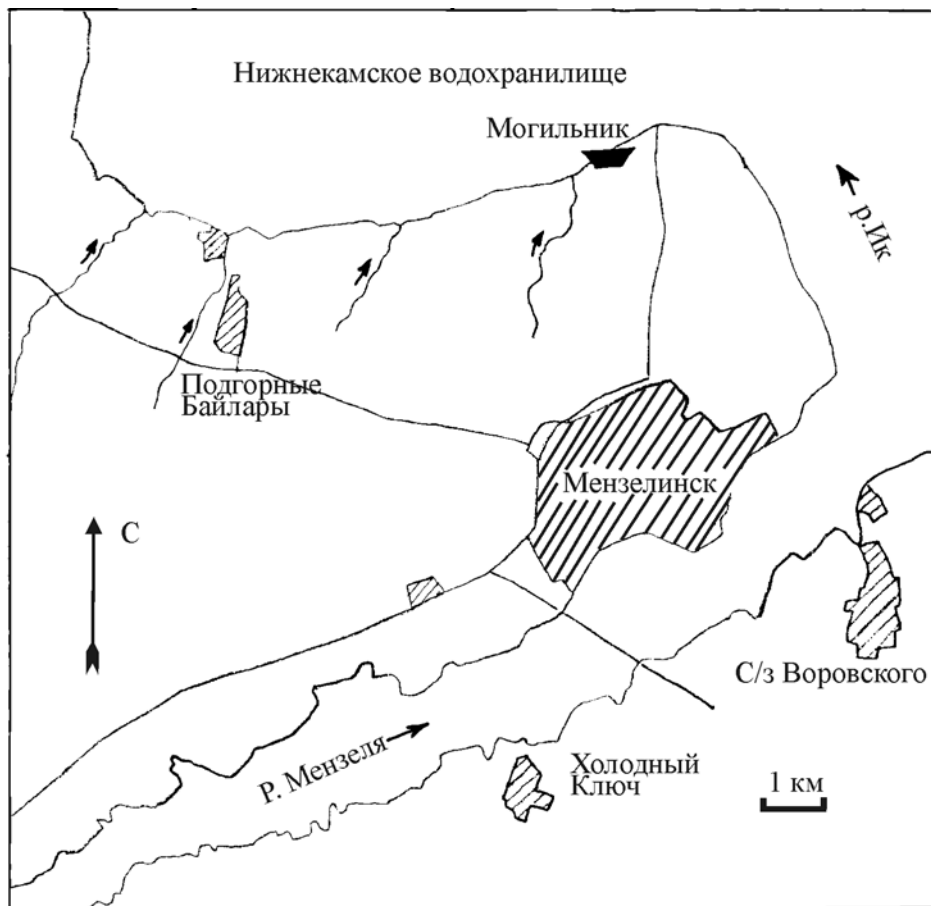 Нижнекамское водохранилище
Могильник
р.Ик
Подгорные
Байлары
Мензелинск
С
С/з Воровского
Р. Мензеля
Холодный
Ключ
1 км